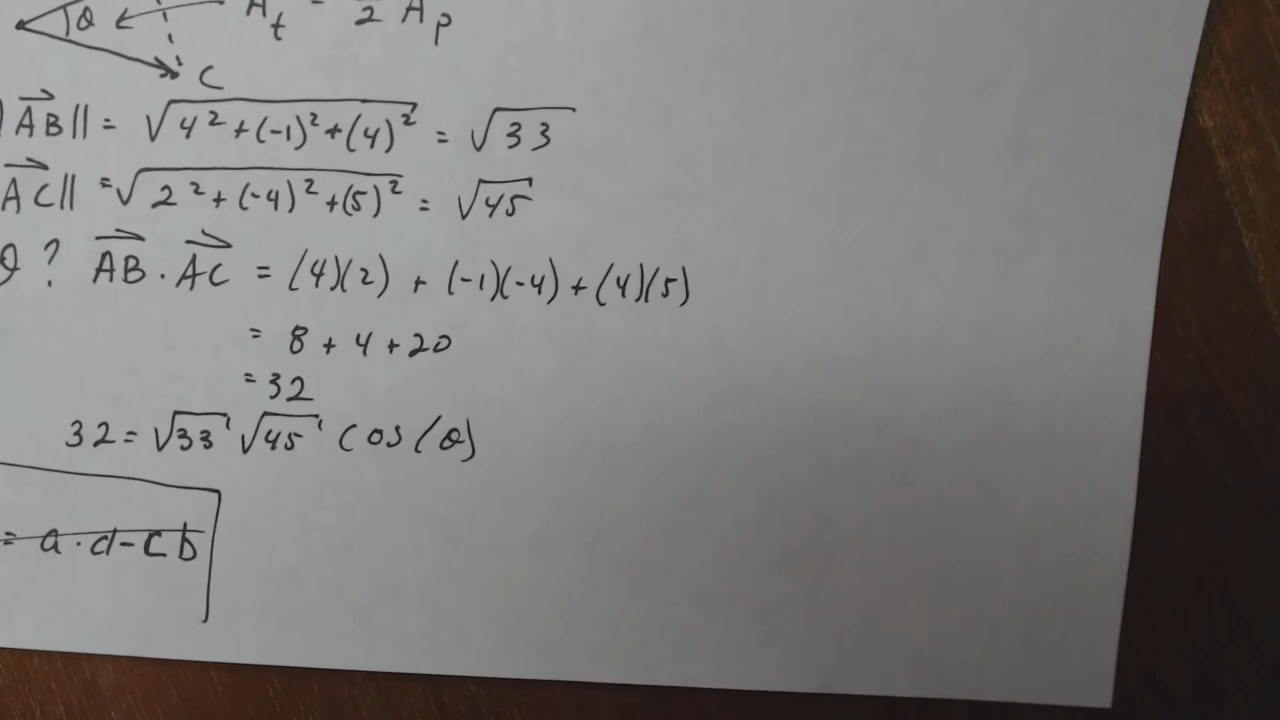 θ A_t = 1/2 A_p
C
AB|| = √(4² + (-1)² + (4)²) = √33
AC|| = √(2² + (-4)² + (5)²) = √45
θ? AB · AC = (4)(2) + (-1)(-4) + (4)(5)
= 8 + 4 + 20
= 32
32 = √33 √45 cos(θ)
= a·d-cb